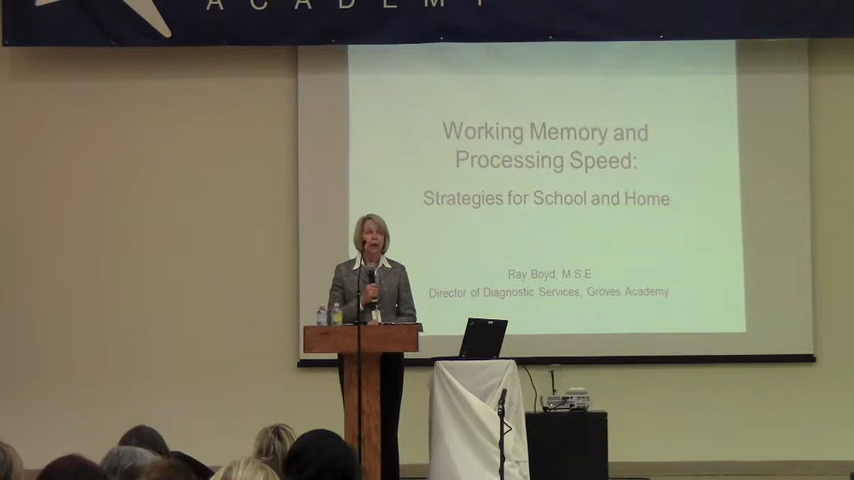 ACADEMY
Working Memory and
Processing Speed:
Strategies for School and Home
Ray Boyd, M.S.E
Director of Diagnostic Services, Groves Academy